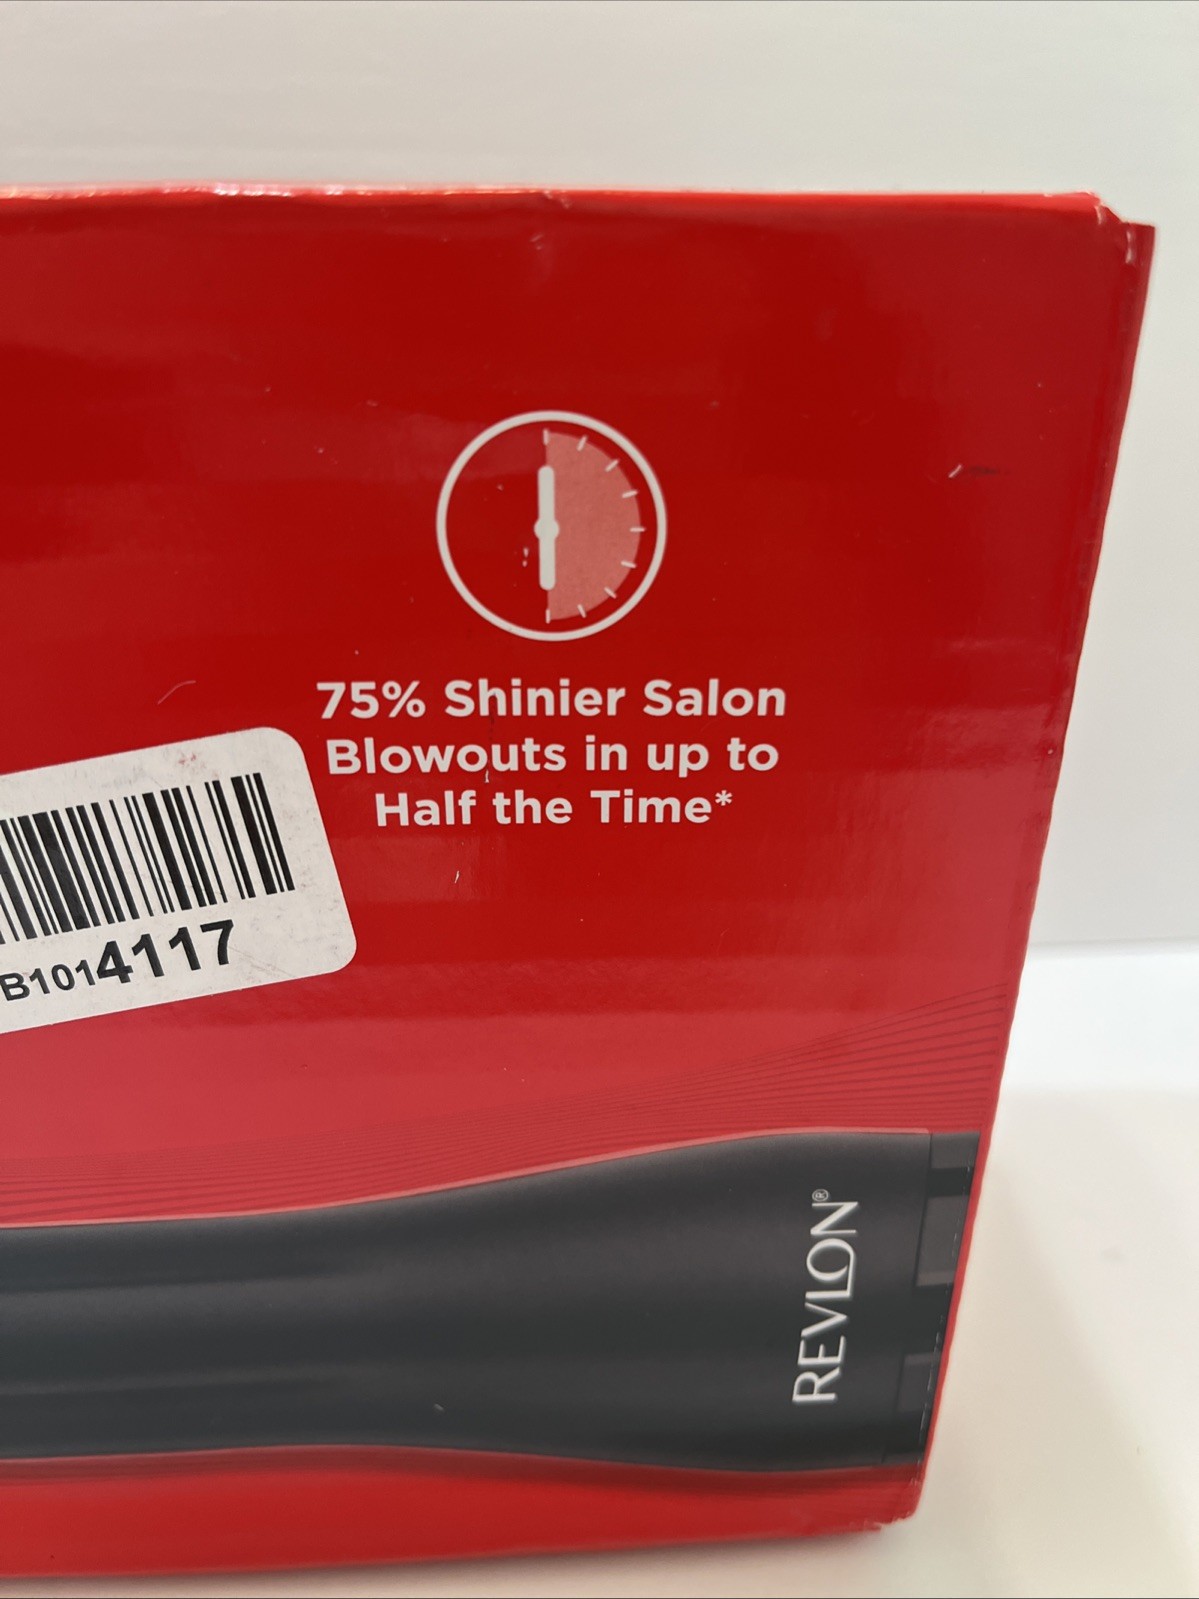 75% Shinier Salon
Blowouts in up to
Half the Time*
B1014117
REVLON®